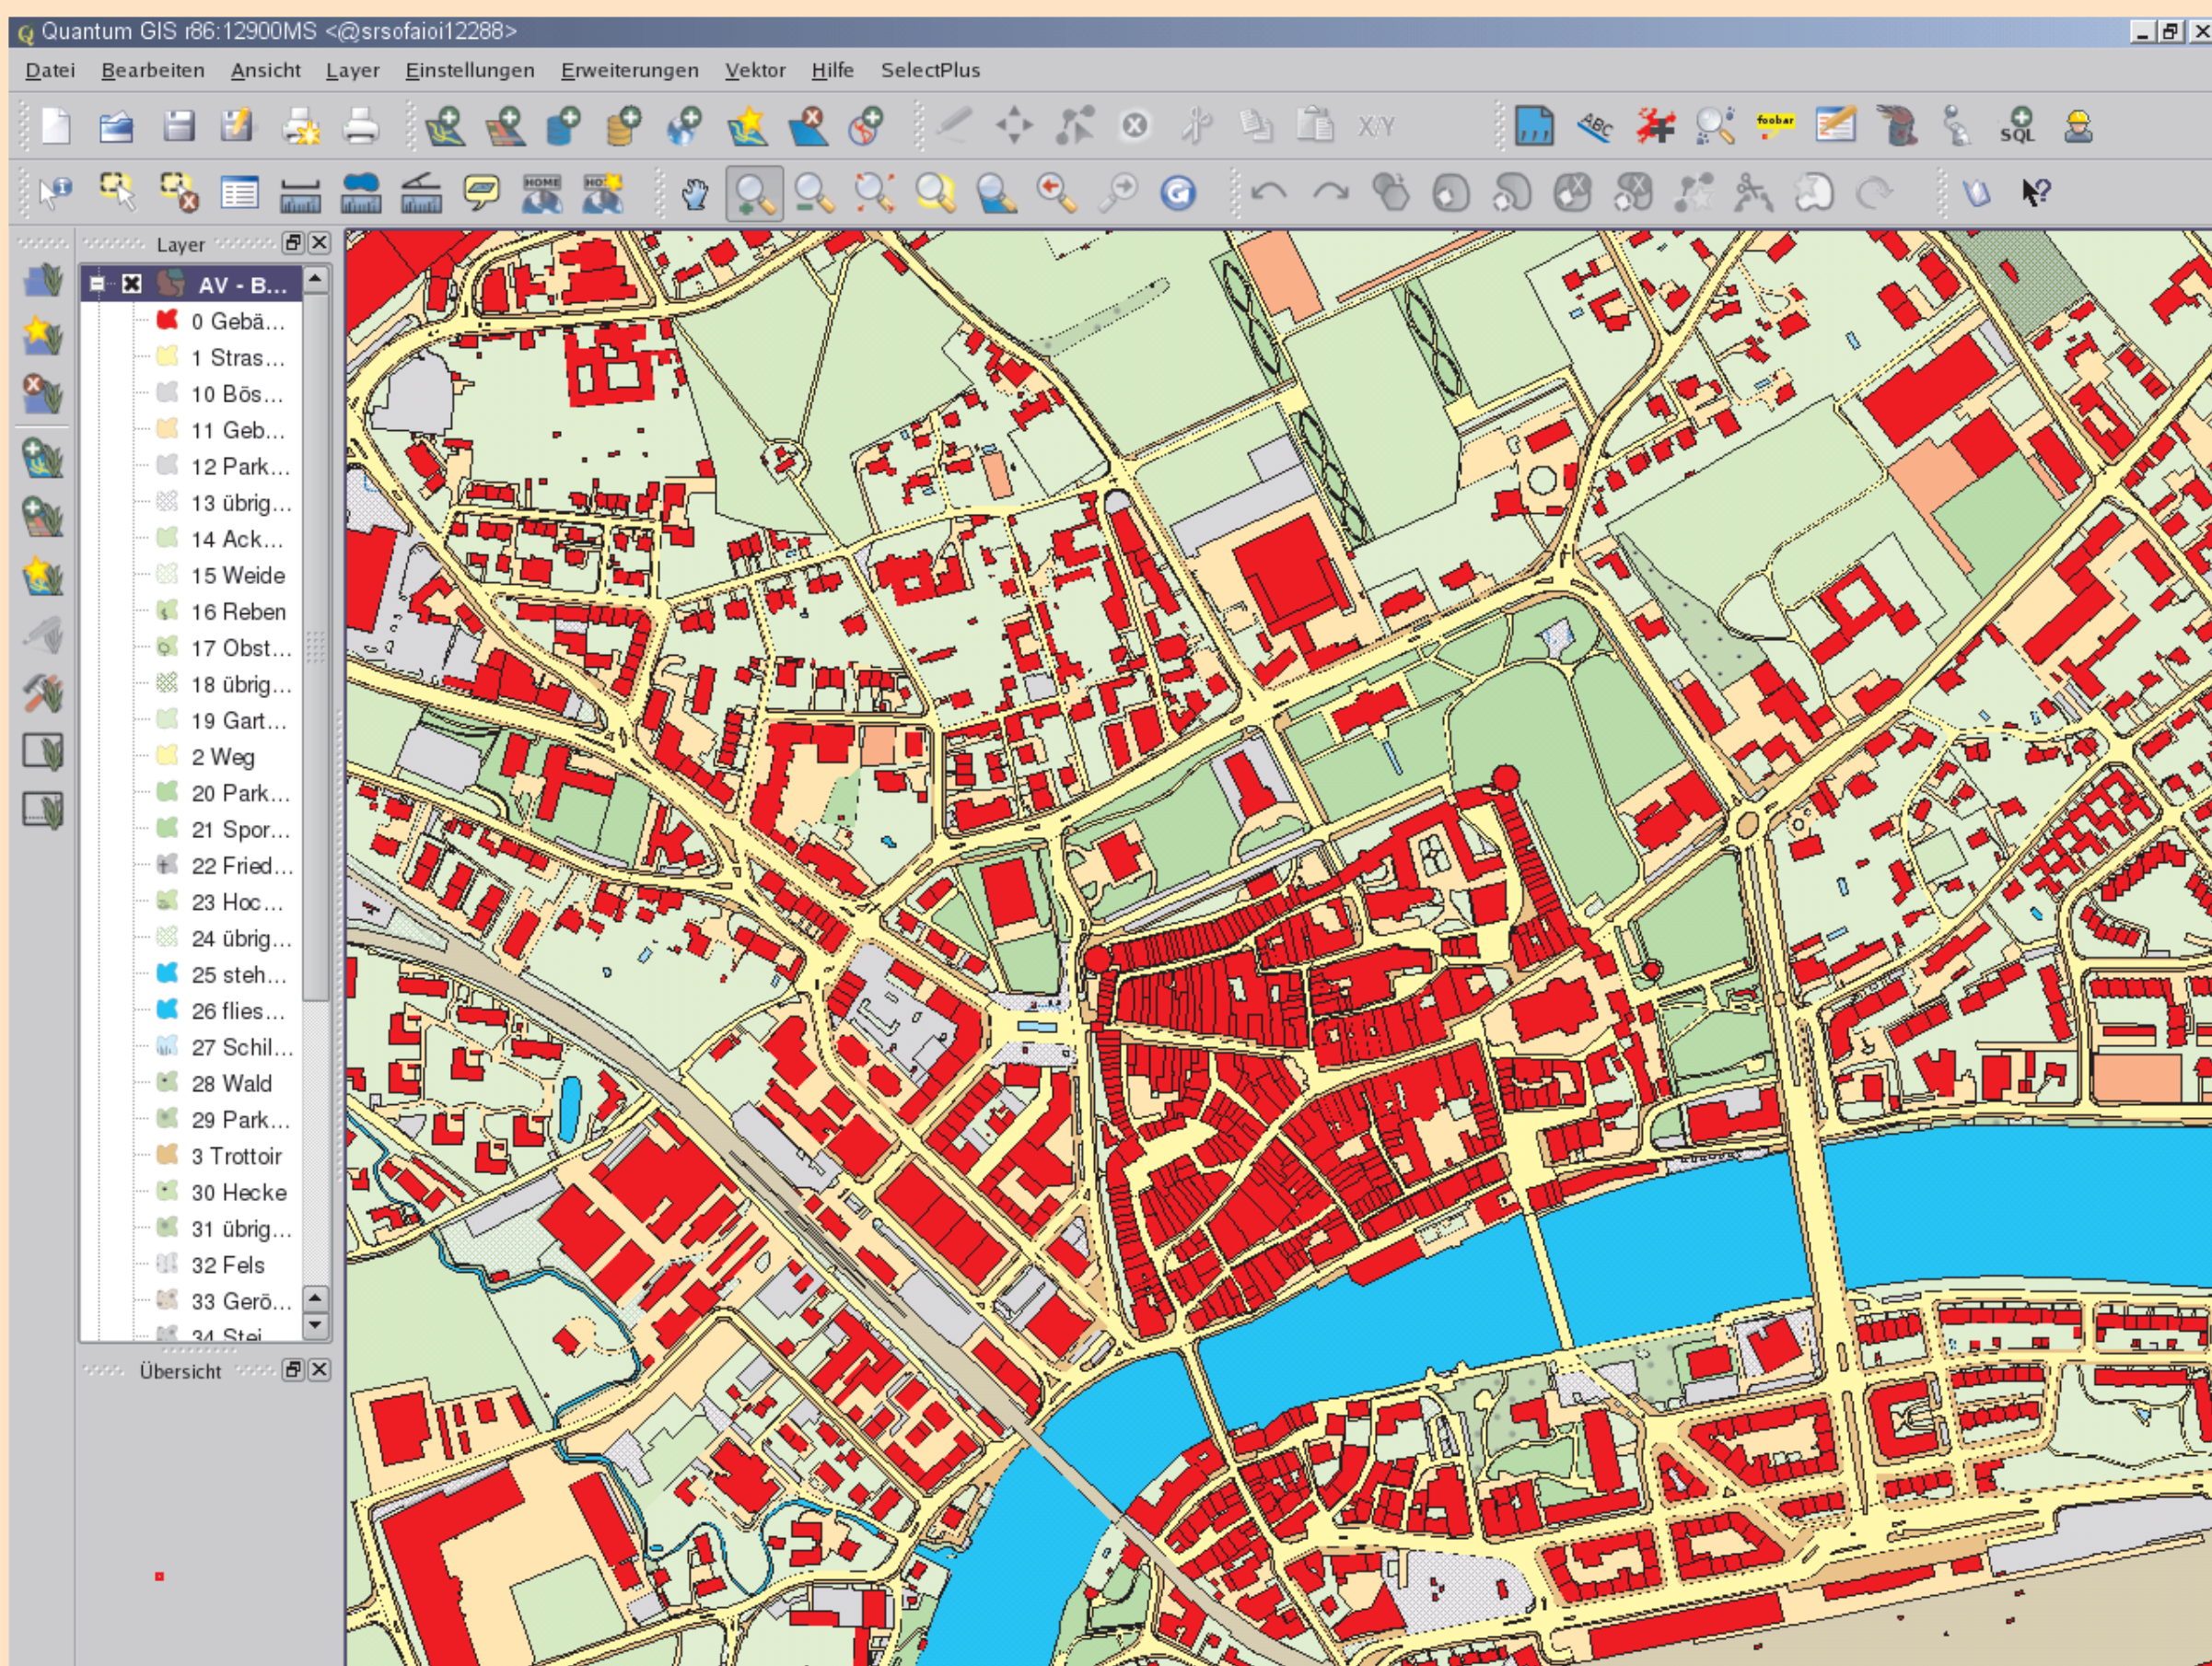 Quantum GIS r86:12900MS <@srsofaioi12288>
Datei Bearbeiten Ansicht Layer Einstellungen Erweiterungen Vektor Hilfe SelectPlus
X/Y ABC foobar SQL
HOME
Layer
AV - B...
0 Gebä...
1 Stras...
10 Bös...
11 Geb...
12 Park...
13 übrig...
14 Ack...
15 Weide
16 Reben
17 Obst...
18 übrig...
19 Gart...
2 Weg
20 Park...
21 Spor...
22 Fried...
23 Hoc...
24 übrig...
25 steh...
26 flies...
27 Schil...
28 Wald
29 Park...
3 Trottoir
30 Hecke
31 übrig...
32 Fels
33 Gerö...
34 Stei
Übersicht